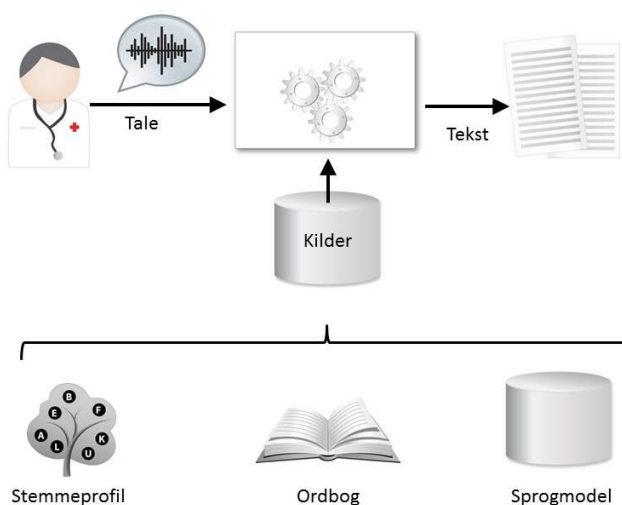 Tale
Tekst
Kilder
B
E
F
A
L
K
U
Stemmeprofil
Ordbog
Sprogmodel